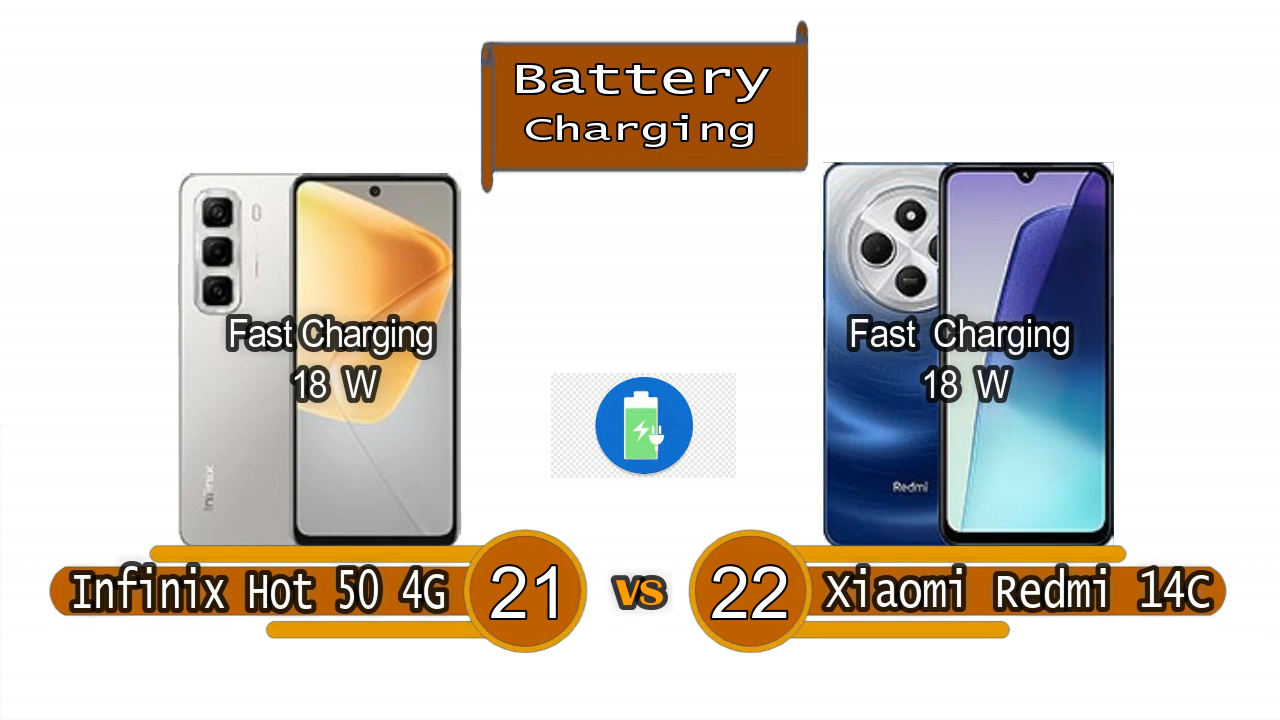 Battery
Charging
Fast Charging
18 W
Fast Charging
18 W
Infinix
Redmi
Infinix Hot 50 4G
21
vs
22
Xiaomi Redmi 14C